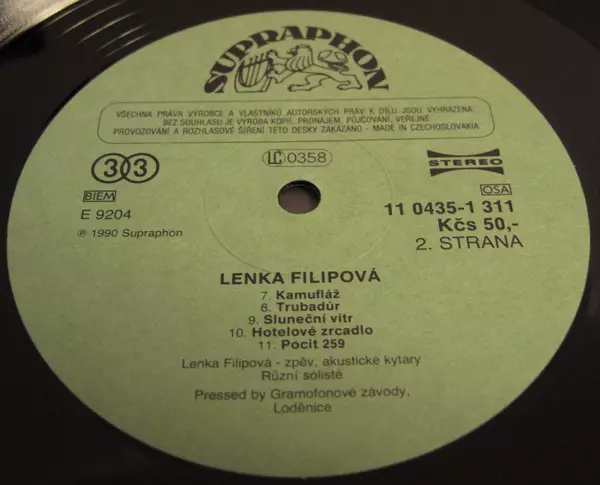 SUPRAPHON
VŠECHNA PRÁVA VÝROBCE A VLASTNÍKŮ AUTORSKÝCH PRÁV K DÍLU JSOU VYHRAZENA.
BEZ SOUHLASU JE VÝROBA KOPIÍ, PRONÁJEM, PŮJČOVÁNÍ, VEŘEJNÉ
PROVOZOVÁNÍ A ROZHLASOVÉ ŠÍŘENÍ TÉTO DESKY ZAKÁZÁNO - MADE IN CZECHOSLOVAKIA
33
LC 0358
STEREO
BIEM
OSA
E 9204
11 0435-1 311
℗ 1990 Supraphon
Kčs 50,-
2. STRANA
LENKA FILIPOVÁ
7. Kamufláž
8. Trubadúr
9. Sluneční vítr
10. Hotelové zrcadlo
11. Pocit 259
Lenka Filipová - zpěv, akustické kytary
Různí sólisté
Pressed by Gramofonové závody,
Loděnice